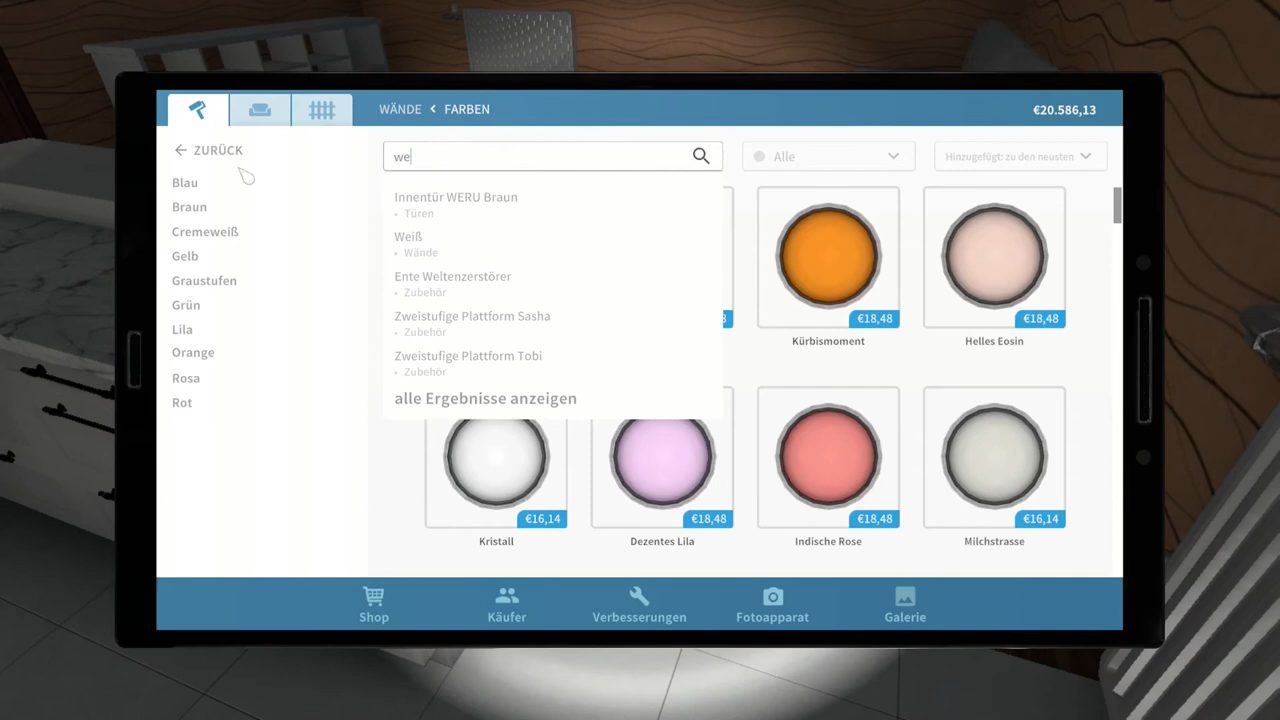 WÄNDE < FARBEN
€20.586,13
ZURÜCK
Blau
Braun
Cremeweiß
Gelb
Graustufen
Grün
Lila
Orange
Rosa
Rot
we
Alle
Hinzugefügt: zu den neusten
Innentür WERU Braun
• Türen
Weiß
• Wände
Ente Weltenzerstörer
• Zubehör
Zweistufige Plattform Sasha
• Zubehör
Zweistufige Plattform Tobi
• Zubehör
alle Ergebnisse anzeigen
€18,48
€18,48
Kürbismoment
Helles Eosin
€16,14
€18,48
€18,48
€16,14
Kristall
Dezentes Lila
Indische Rose
Milchstrasse
Shop
Käufer
Verbesserungen
Fotoapparat
Galerie